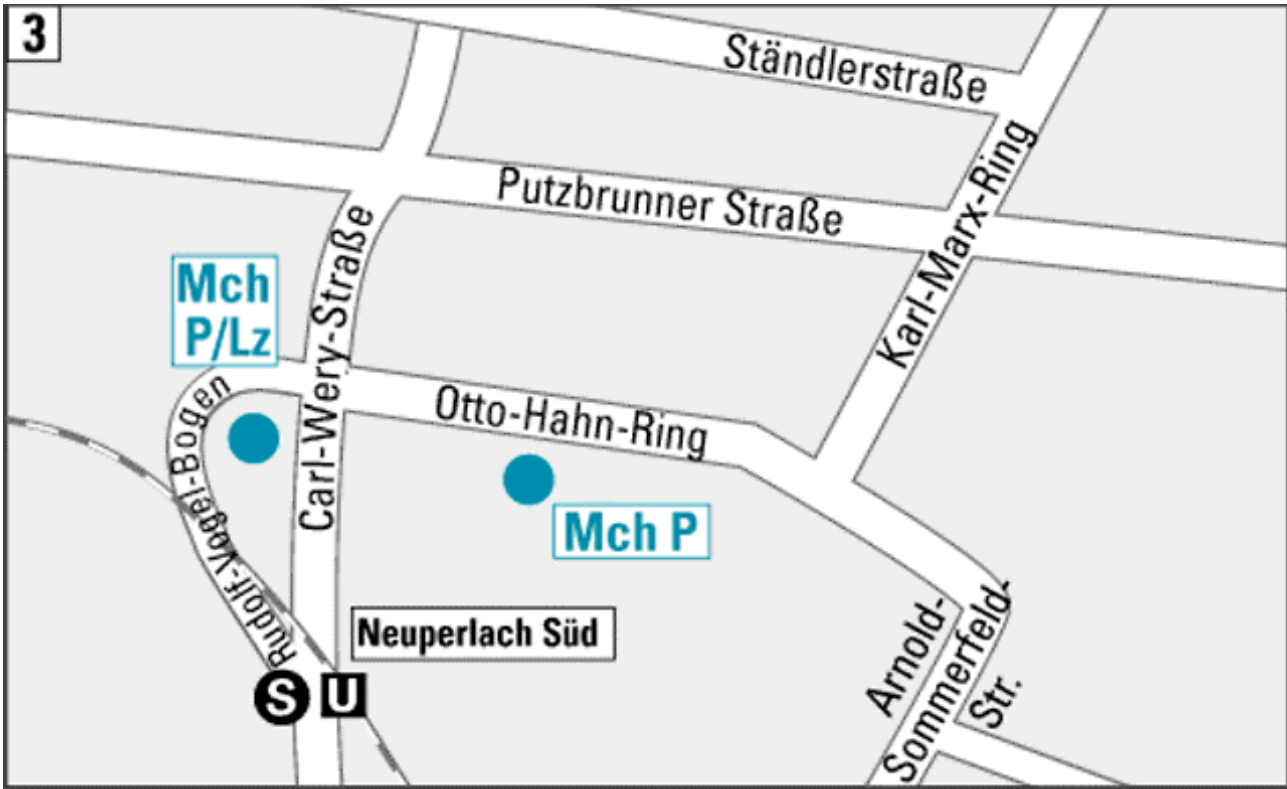 3
Ständlerstraße
Putzbrunner Straße
Karl-Marx-Ring
Carl-Wery-Straße
Mch
P/Lz
Otto-Hahn-Ring
Rudolf-Vogel-Bogen
Mch P
Neuperlach Süd
S U
Arnold-
Sommerfeld-
Str.